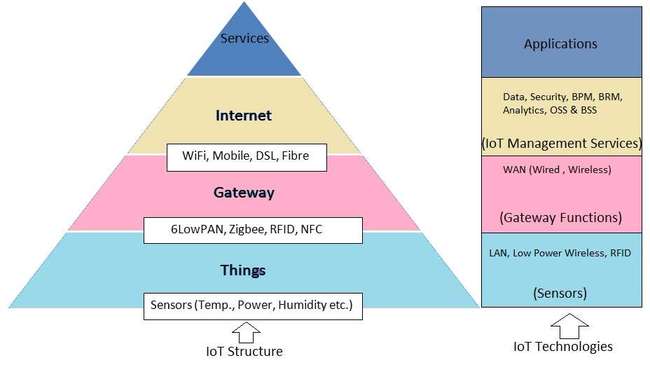 Services
Internet
WiFi, Mobile, DSL, Fibre
Gateway
6LowPAN, Zigbee, RFID, NFC
Things
Sensors (Temp., Power, Humidity etc.)
IoT Structure
Applications
Data, Security, BPM, BRM,
Analytics, OSS & BSS
(IoT Management Services)
WAN (Wired , Wireless)
(Gateway Functions)
LAN, Low Power Wireless, RFID
(Sensors)
IoT Technologies